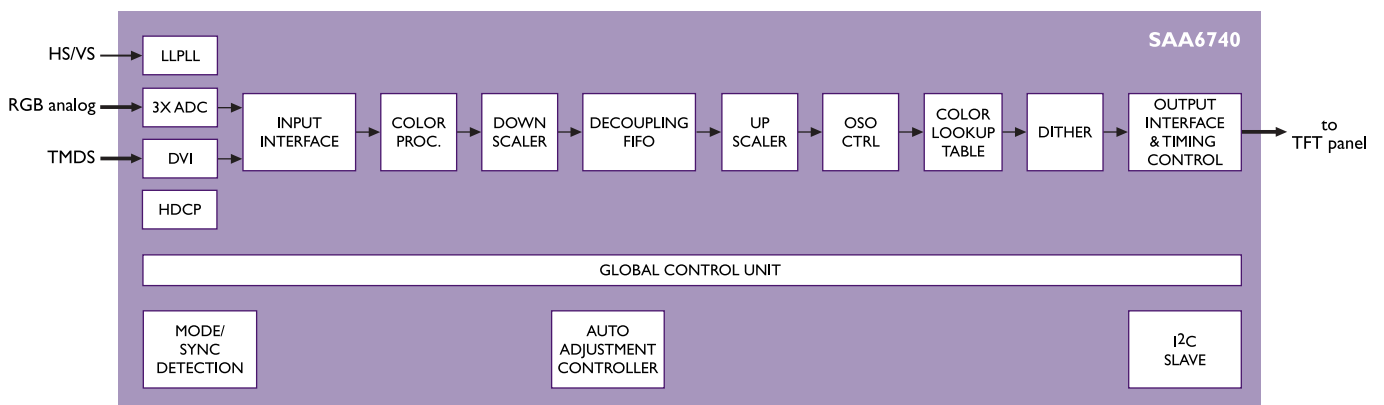 SAA6740
HS/VS
LLPLL
RGB analog
3X ADC
TMDS
DVI
HDCP
INPUT
INTERFACE
COLOR
PROC.
DOWN
SCALER
DECOUPLING
FIFO
UP
SCALER
OSO
CTRL
COLOR
LOOKUP
TABLE
DITHER
OUTPUT
INTERFACE
& TIMING
CONTROL
to
TFT panel
GLOBAL CONTROL UNIT
MODE/
SYNC
DETECTION
AUTO
ADJUSTMENT
CONTROLLER
I²C
SLAVE